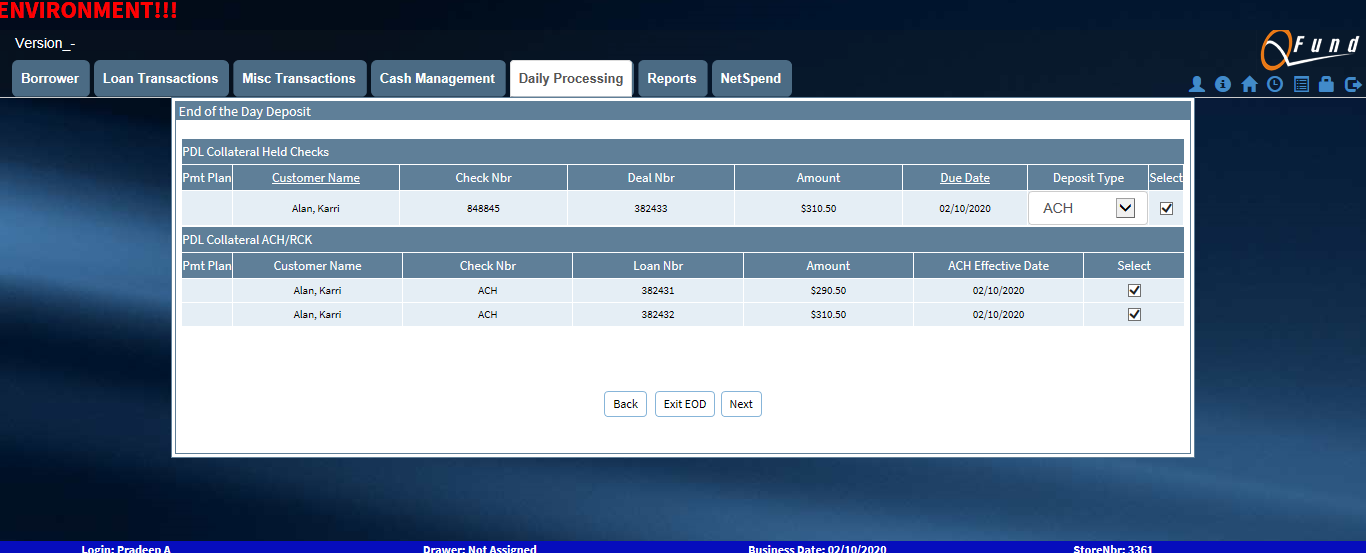 ENVIRONMENT!!!
Version_-
QFund
Borrower Loan Transactions Misc Transactions Cash Management Daily Processing Reports NetSpend
End of the Day Deposit
PDL Collateral Held Checks
Pmt Plan Customer Name Check Nbr Deal Nbr Amount Due Date Deposit Type Select
Alan, Karri 848845 382433 $310.50 02/10/2020 ACH
PDL Collateral ACH/RCK
Pmt Plan Customer Name Check Nbr Loan Nbr Amount ACH Effective Date Select
Alan, Karri ACH 382431 $290.50 02/10/2020
Alan, Karri ACH 382432 $310.50 02/10/2020
Back Exit EOD Next
Login: Pradeep A Drawer: Not Assigned Business Date: 02/10/2020 StoreNbr: 3361